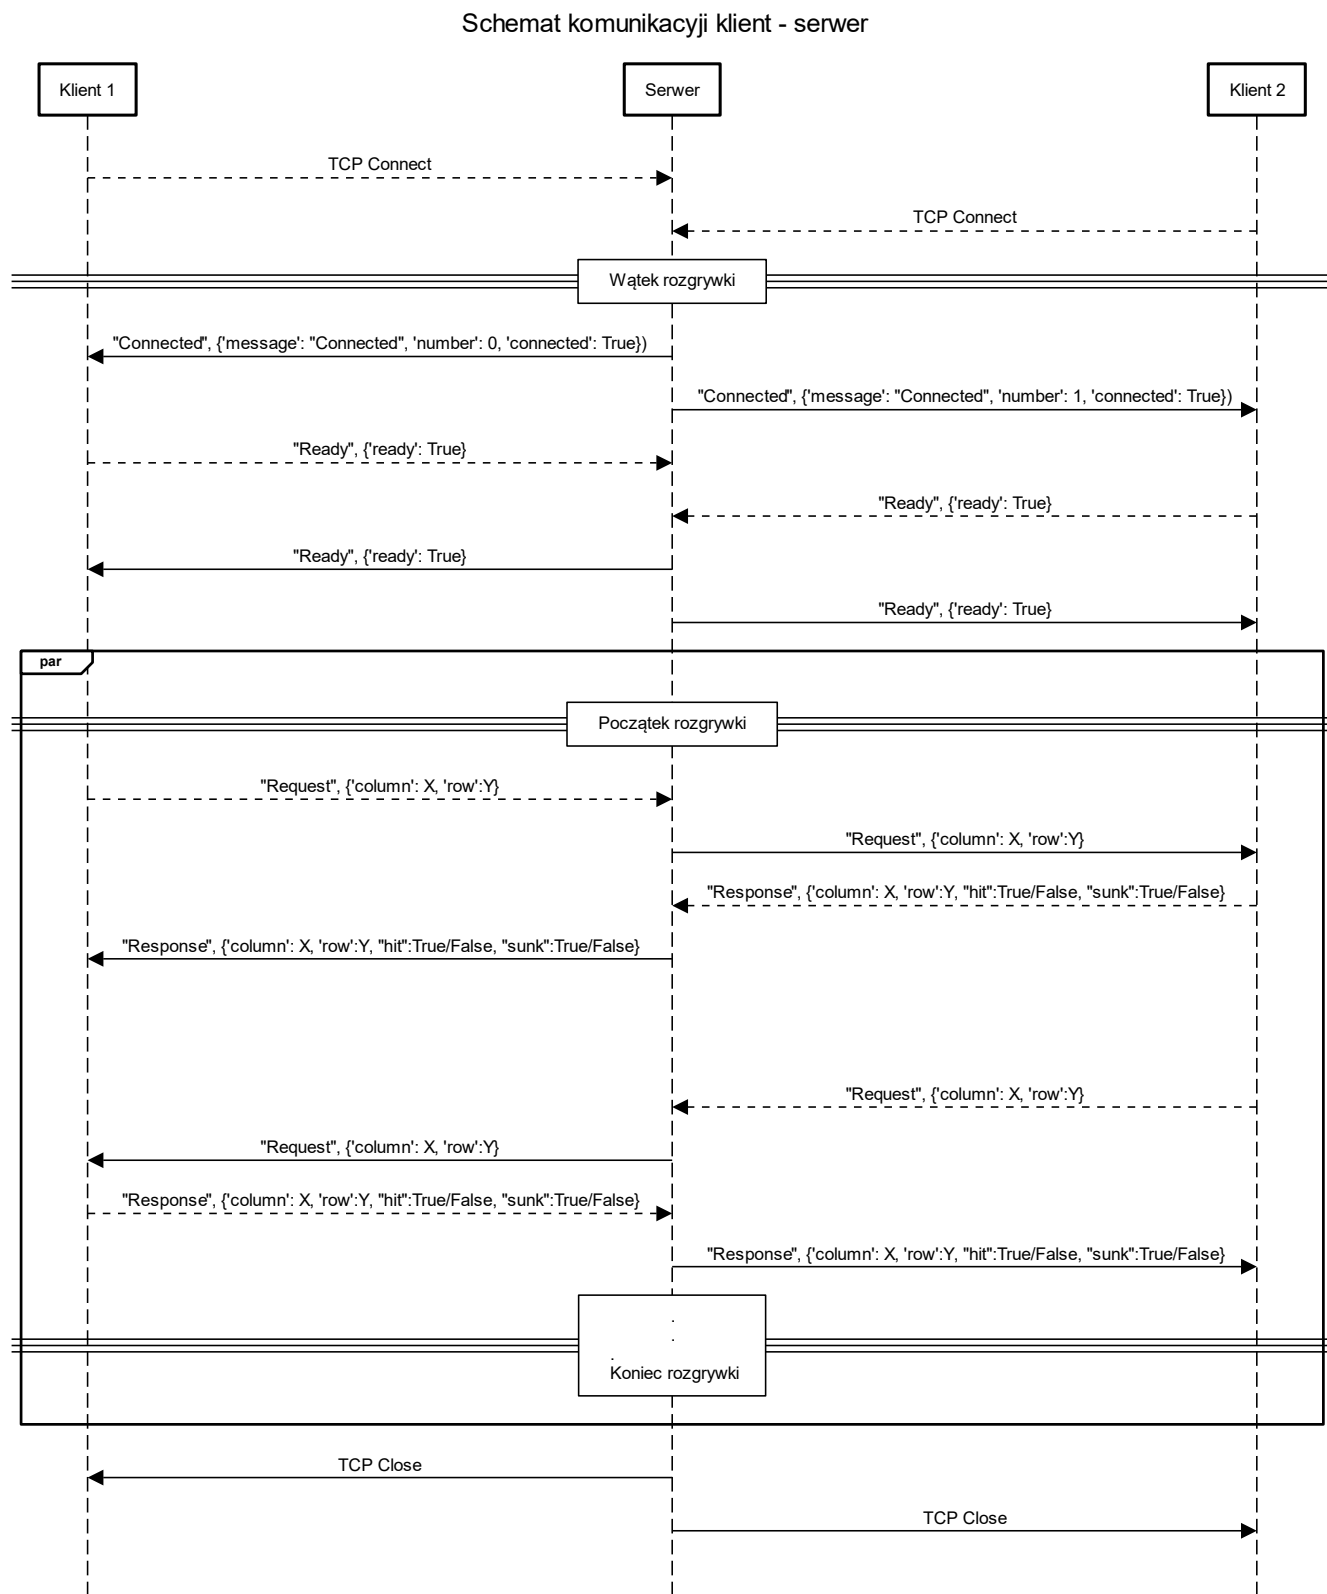 Schemat komunikacyji klient - serwer
Klient 1
Serwer
Klient 2
TCP Connect
TCP Connect
Wątek rozgrywki
"Connected", {'message': "Connected", 'number': 0, 'connected': True})
"Connected", {'message': "Connected", 'number': 1, 'connected': True})
"Ready", {'ready': True}
"Ready", {'ready': True}
"Ready", {'ready': True}
"Ready", {'ready': True}
par
Początek rozgrywki
"Request", {'column': X, 'row':Y}
"Request", {'column': X, 'row':Y}
"Response", {'column': X, 'row':Y, "hit":True/False, "sunk":True/False}
"Response", {'column': X, 'row':Y, "hit":True/False, "sunk":True/False}
"Request", {'column': X, 'row':Y}
"Request", {'column': X, 'row':Y}
"Response", {'column': X, 'row':Y, "hit":True/False, "sunk":True/False}
"Response", {'column': X, 'row':Y, "hit":True/False, "sunk":True/False}
.
.
.
Koniec rozgrywki
TCP Close
TCP Close